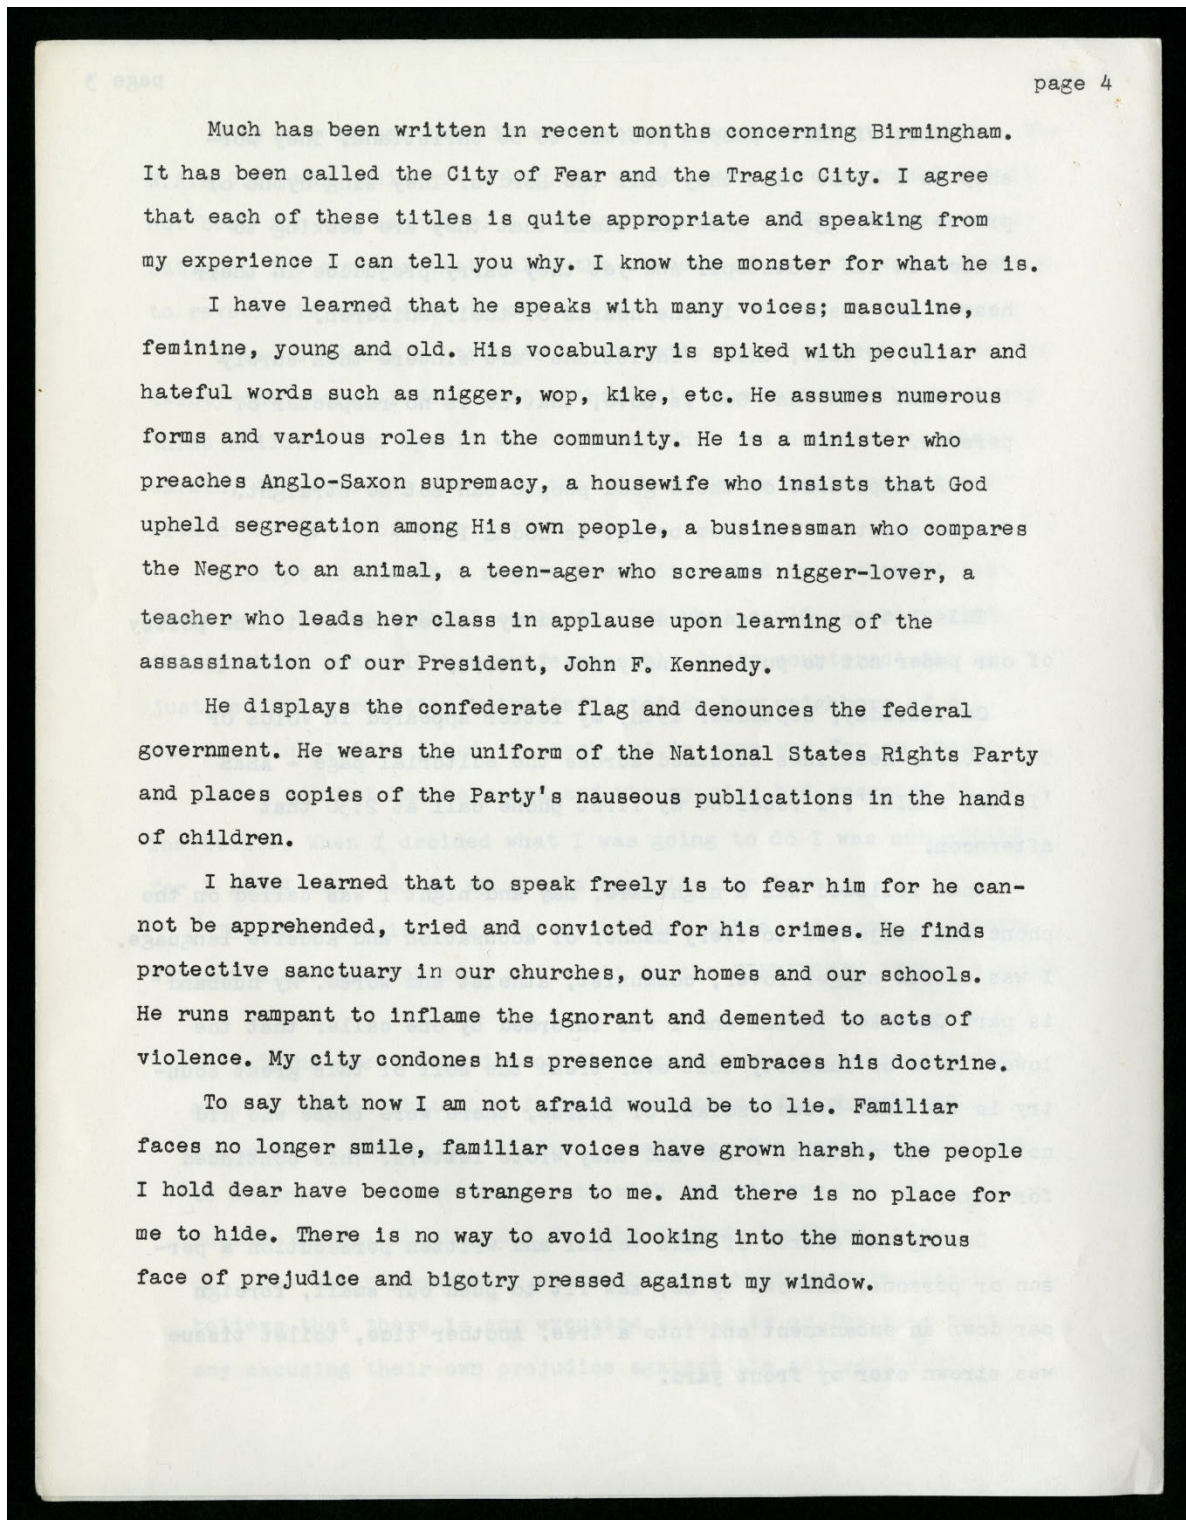 page 4
Much has been written in recent months concerning Birmingham.
It has been called the City of Fear and the Tragic City. I agree
that each of these titles is quite appropriate and speaking from
my experience I can tell you why. I know the monster for what he is.
I have learned that he speaks with many voices; masculine,
feminine, young and old. His vocabulary is spiked with peculiar and
hateful words such as nigger, wop, kike, etc. He assumes numerous
forms and various roles in the community. He is a minister who
preaches Anglo-Saxon supremacy, a housewife who insists that God
upheld segregation among His own people, a businessman who compares
the Negro to an animal, a teen-ager who screams nigger-lover, a
teacher who leads her class in applause upon learning of the
assassination of our President, John F. Kennedy.
He displays the confederate flag and denounces the federal
government. He wears the uniform of the National States Rights Party
and places copies of the Party's nauseous publications in the hands
of children.
I have learned that to speak freely is to fear him for he can-
not be apprehended, tried and convicted for his crimes. He finds
protective sanctuary in our churches, our homes and our schools.
He runs rampant to inflame the ignorant and demented to acts of
violence. My city condones his presence and embraces his doctrine.
To say that now I am not afraid would be to lie. Familiar
faces no longer smile, familiar voices have grown harsh, the people
I hold dear have become strangers to me. And there is no place for
me to hide. There is no way to avoid looking into the monstrous
face of prejudice and bigotry pressed against my window.